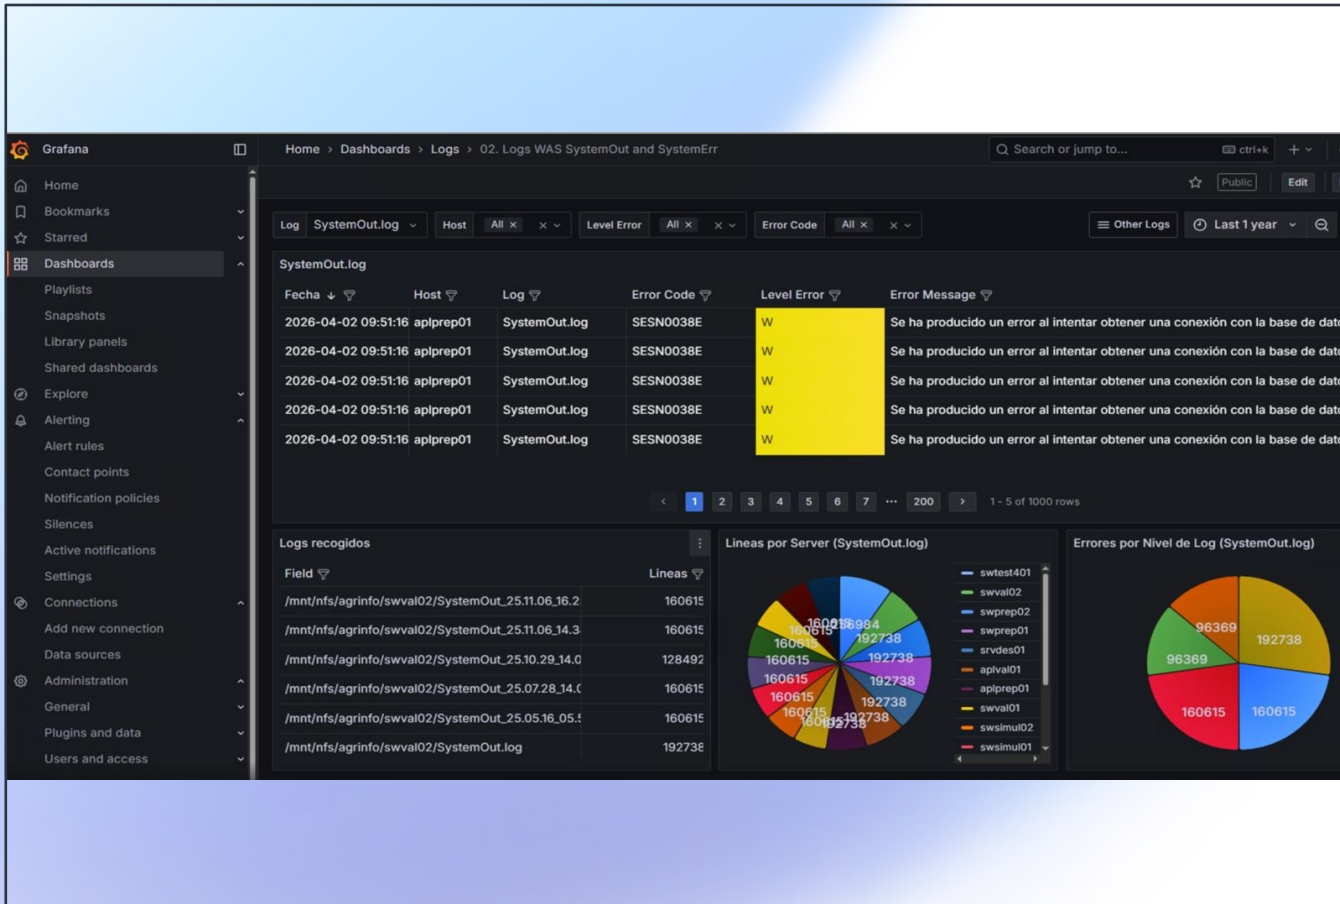 Grafana
Home › Dashboards › Logs › 02. Logs WAS SystemOut and SystemErr
Search or jump to... ctrl+k
Public Edit
Home
Bookmarks
Starred
Dashboards
Playlists
Snapshots
Library panels
Shared dashboards
Explore
Alerting
Alert rules
Contact points
Notification policies
Silences
Active notifications
Settings
Connections
Add new connection
Data sources
Administration
General
Plugins and data
Users and access
Log SystemOut.log Host All Level Error All Error Code All Other Logs Last 1 year
SystemOut.log
Fecha Host Log Error Code Level Error Error Message
2026-04-02 09:51:16 aplprep01 SystemOut.log SESN0038E W Se ha producido un error al intentar obtener una conexión con la base de dat
2026-04-02 09:51:16 aplprep01 SystemOut.log SESN0038E W Se ha producido un error al intentar obtener una conexión con la base de dat
2026-04-02 09:51:16 aplprep01 SystemOut.log SESN0038E W Se ha producido un error al intentar obtener una conexión con la base de dat
2026-04-02 09:51:16 aplprep01 SystemOut.log SESN0038E W Se ha producido un error al intentar obtener una conexión con la base de dat
2026-04-02 09:51:16 aplprep01 SystemOut.log SESN0038E W Se ha producido un error al intentar obtener una conexión con la base de dat
1 2 3 4 5 6 7 ... 200 1 - 5 of 1000 rows
Logs recogidos
Field Lineas
/mnt/nfs/agrinfo/swval02/SystemOut_25.11.06_16.2 160615
/mnt/nfs/agrinfo/swval02/SystemOut_25.11.06_14.3 160615
/mnt/nfs/agrinfo/swval02/SystemOut_25.10.29_14.0 128492
/mnt/nfs/agrinfo/swval02/SystemOut_25.07.28_14.0 160615
/mnt/nfs/agrinfo/swval02/SystemOut_25.05.16_05.5 160615
/mnt/nfs/agrinfo/swval02/SystemOut.log 192738
Lineas por Server (SystemOut.log)
192738
192738
192738
192738
160615
160615
160615
160615
160615
swtest401
swval02
swprep02
swprep01
srvdes01
aplval01
aplprep01
swval01
swsimul02
swsimul01
Errores por Nivel de Log (SystemOut.log)
96369
192738
96369
160615
160615